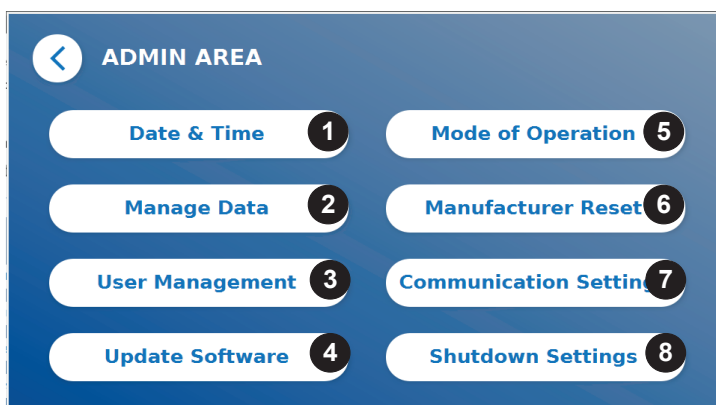 ADMIN AREA
Date & Time 1
Manage Data 2
User Management 3
Update Software 4
Mode of Operation 5
Manufacturer Reset 6
Communication Setting 7
Shutdown Settings 8